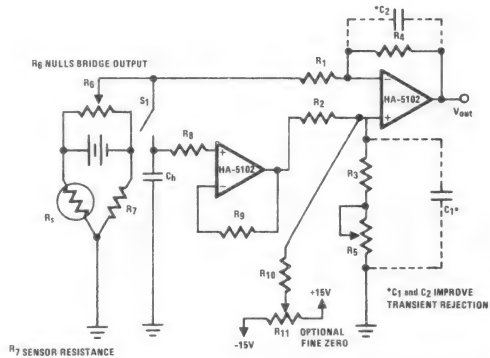 *C2
R4
R6 NULLS BRIDGE OUTPUT
R6
S1
R1
HA-5102
Vout
R8
R2
HA-5102
Ch
R3
C1*
Rs
R7
R9
R5
R10
+15V
*C1 and C2 IMPROVE
TRANSIENT REJECTION
-15V
R11
OPTIONAL
FINE ZERO
R7 SENSOR RESISTANCE